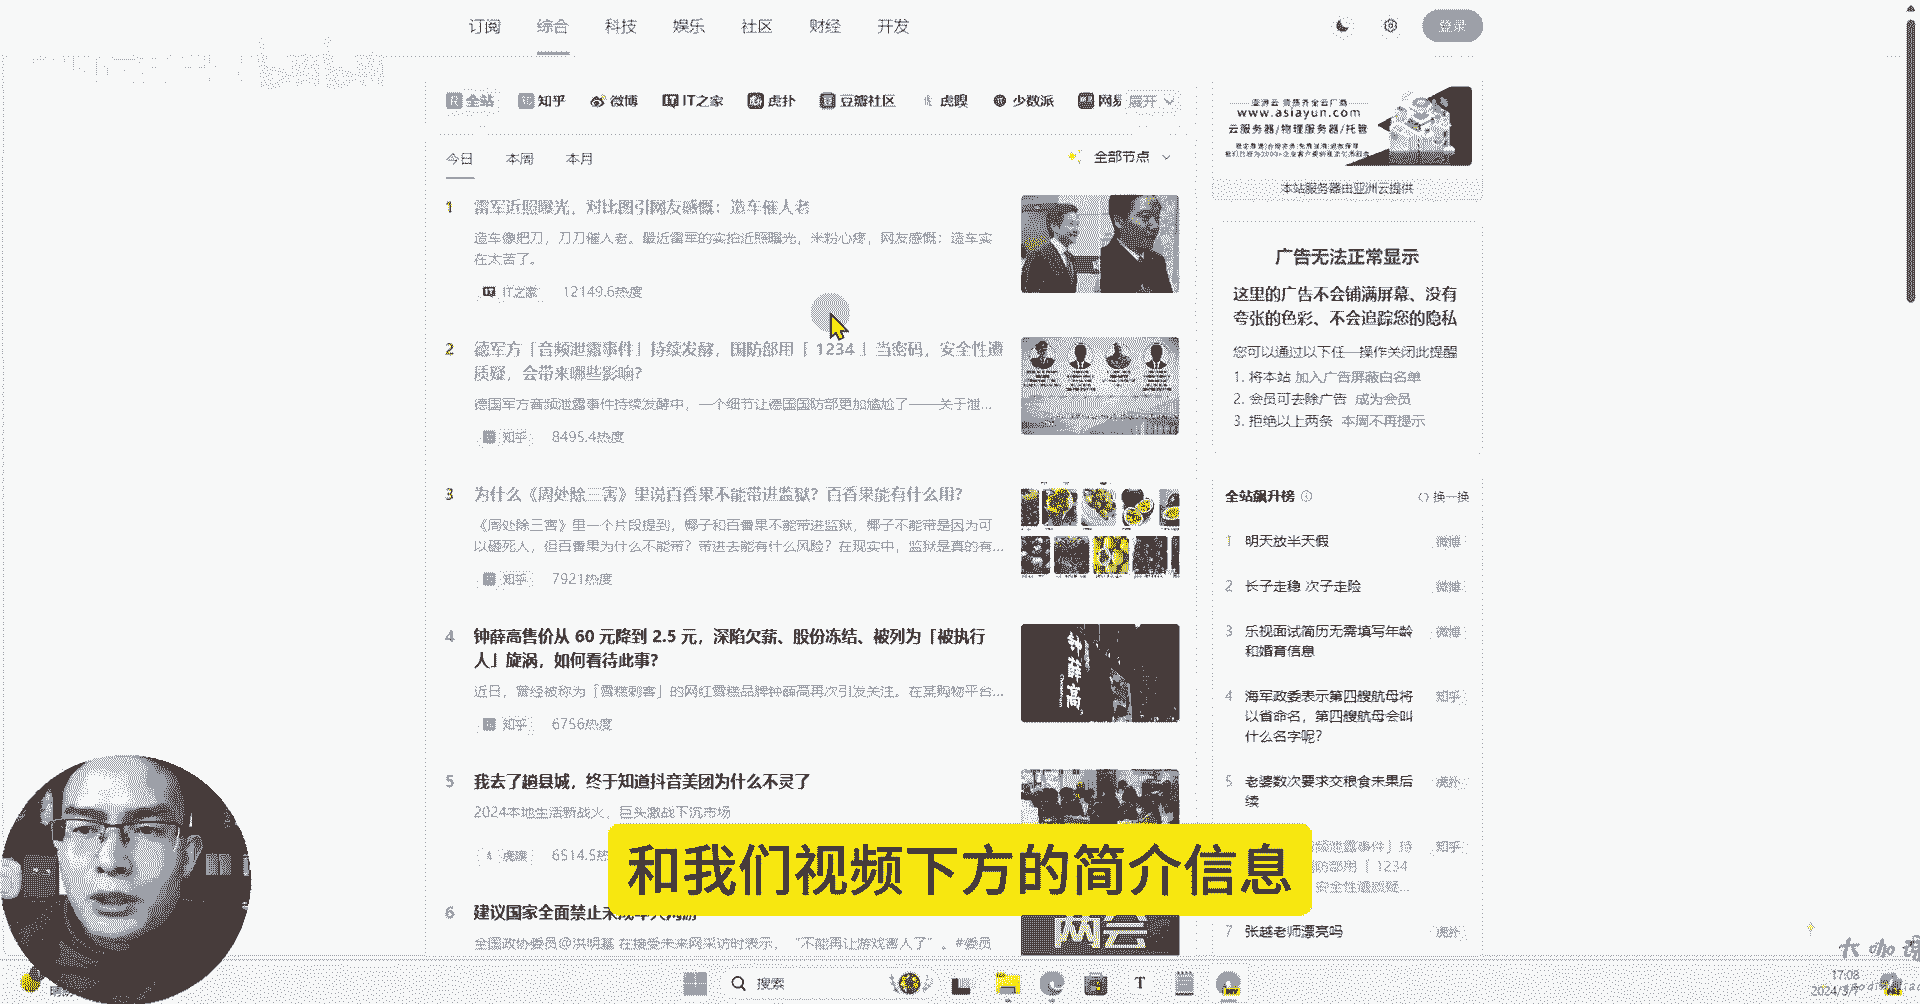 订阅 综合 科技 娱乐 社区 财经 开发
登录
全站 知乎 微博 IT之家 虎扑 豆瓣社区 虎嗅 少数派 网易 展开
今日 本周 本月
全部节点
1 雷军近照曝光，对比图引网友感慨：造车催人老
造车像把刀，刀刀催人老。最近雷军的实拍近照曝光，米粉心疼，网友感慨：造车实
在太苦了。
IT之家 12149.6热度
2 德军方「音频泄露事件」持续发酵，国防部用「 1234 」当密码，安全性遭
质疑，会带来哪些影响？
德国军方音频泄露事件持续发酵中，一个细节让德国国防部更加尴尬了——关于泄...
知乎 8495.4热度
3 为什么《周处除三害》里说百香果不能带进监狱？百香果能有什么用？
《周处除三害》里一个片段提到，椰子和百香果不能带进监狱，椰子不能带是因为可
以砸死人，但百香果为什么不能带？带进去能有什么风险？在现实中，监狱是真的有...
知乎 7921热度
4 钟薛高售价从 60 元降到 2.5 元，深陷欠薪、股份冻结、被列为「被执行
人」旋涡，如何看待此事？
近日，曾经被称为「雪糕刺客」的网红雪糕品牌钟薛高再次引发关注。在某购物平台...
知乎 6756热度
钟薛高
5 我去了趟县城，终于知道抖音美团为什么不灵了
2024本地生活新战火，巨头激战下沉市场
虎嗅 6514.5热
6 建议国家全面禁止未成年人网游
全国政协委员@洪明基 在接受未来网采访时表示，“不能再让游戏害人了”。#委员
两会
亚洲云 资质齐全云厂商
www.asiayun.com
云服务器/物理服务器/托管
本站服务器由亚洲云提供
广告无法正常显示
这里的广告不会铺满屏幕、没有
夸张的色彩、不会追踪您的隐私
您可以通过以下任一操作关闭此提醒
1. 将本站 加入广告屏蔽白名单
2. 会员可去除广告 成为会员
3. 拒绝以上两条 本周不再提示
全站飙升榜 换一换
1 明天放半天假 微博
2 长子走稳 次子走险 微博
3 乐视面试简历无需填写年龄 微博
和婚育信息
4 海军政委表示第四艘航母将 知乎
以省命名，第四艘航母会叫
什么名字呢？
5 老婆数次要求交粮食未果后 虎扑
续
频泄露事件」持 知乎
防部用「 1234
安全性遭质疑...
7 张越老师漂亮吗 虎扑
和我们视频下方的简介信息
搜索
17:08
2024/3/7
大咖